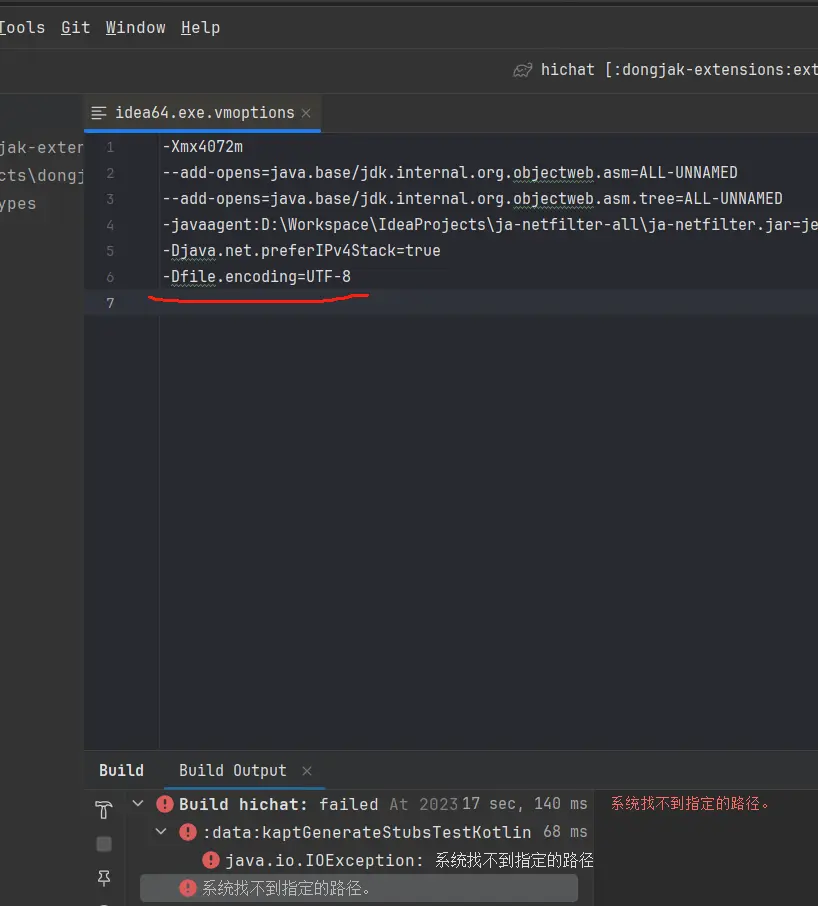 Tools Git Window Help
hichat [:dongjak-extensions:ext
idea64.exe.vmoptions
jak-exter
cts\dongj
ypes
1 -Xmx4072m
2 --add-opens=java.base/jdk.internal.org.objectweb.asm=ALL-UNNAMED
3 --add-opens=java.base/jdk.internal.org.objectweb.asm.tree=ALL-UNNAMED
4 -javaagent:D:\Workspace\IdeaProjects\ja-netfilter-all\ja-netfilter.jar=je
5 -Djava.net.preferIPv4Stack=true
6 -Dfile.encoding=UTF-8
7
Build Build Output
Build hichat: failed At 2023 17 sec, 140 ms
:data:kaptGenerateStubsTestKotlin 68 ms
java.io.IOException: 系统找不到指定的路径
系统找不到指定的路径。
系统找不到指定的路径。